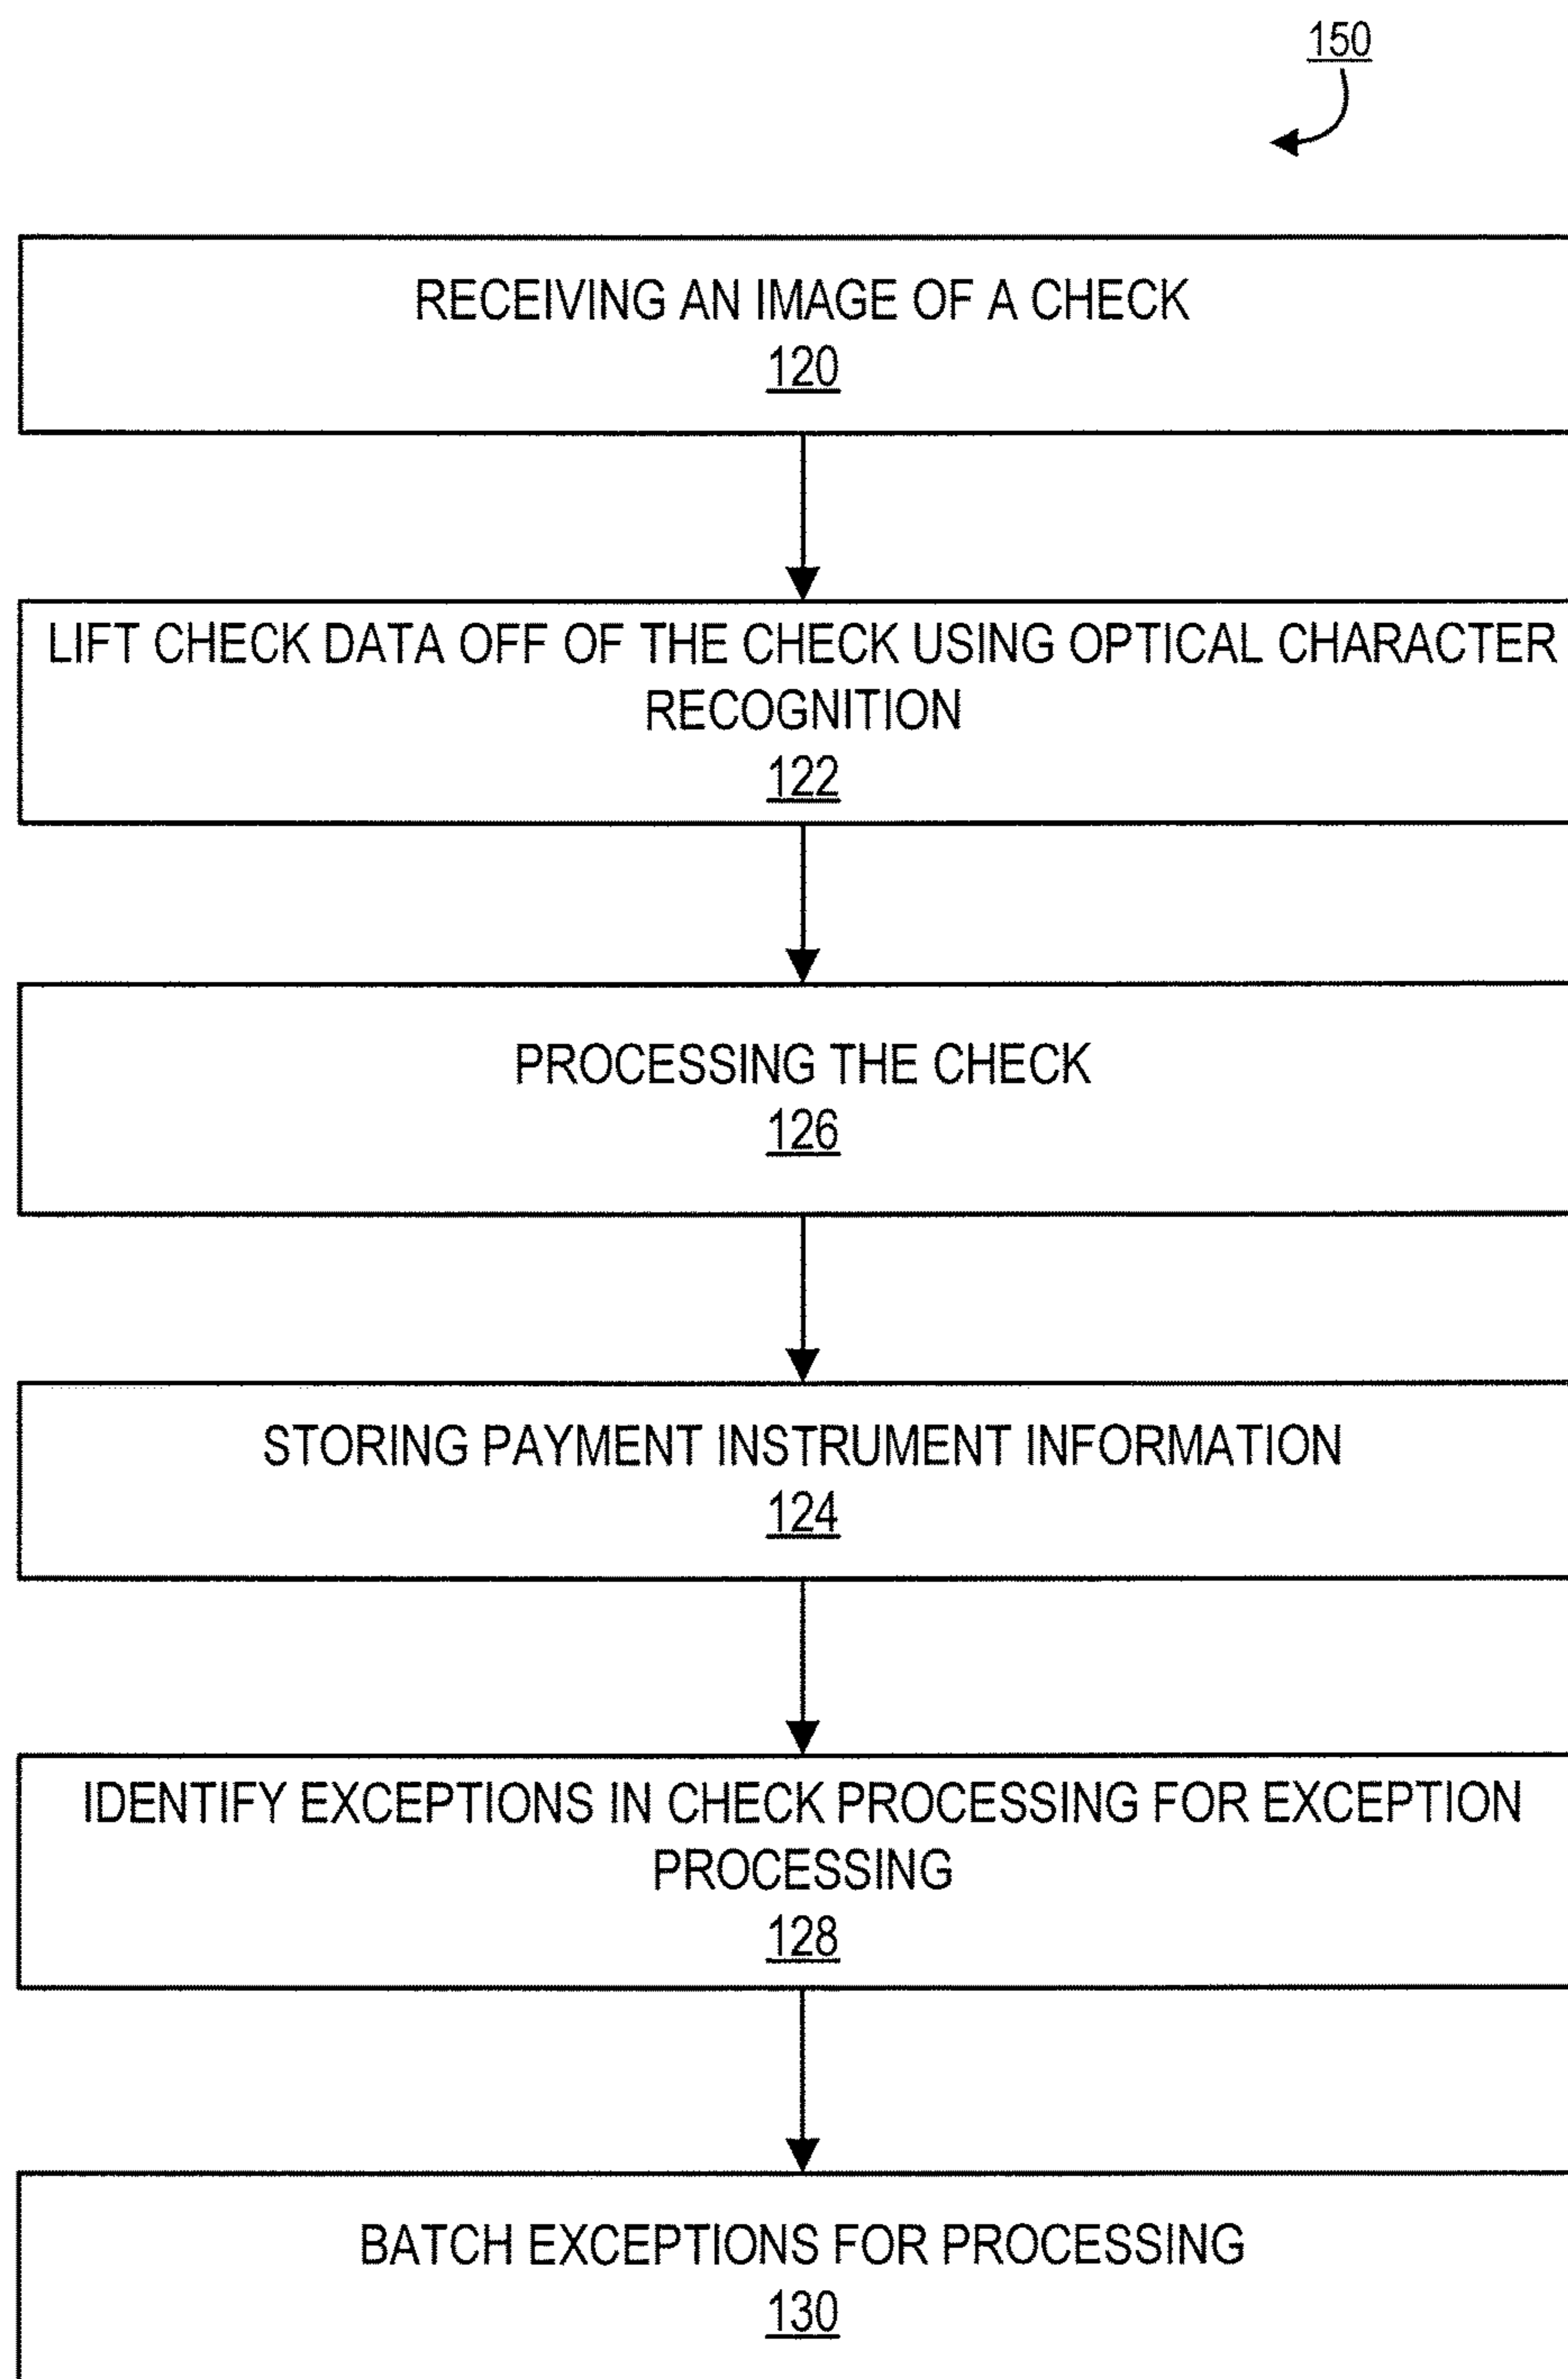 150
RECEIVING AN IMAGE OF A CHECK
120
LIFT CHECK DATA OFF OF THE CHECK USING OPTICAL CHARACTER
RECOGNITION
122
PROCESSING THE CHECK
126
STORING PAYMENT INSTRUMENT INFORMATION
124
IDENTIFY EXCEPTIONS IN CHECK PROCESSING FOR EXCEPTION
PROCESSING
128
BATCH EXCEPTIONS FOR PROCESSING
130